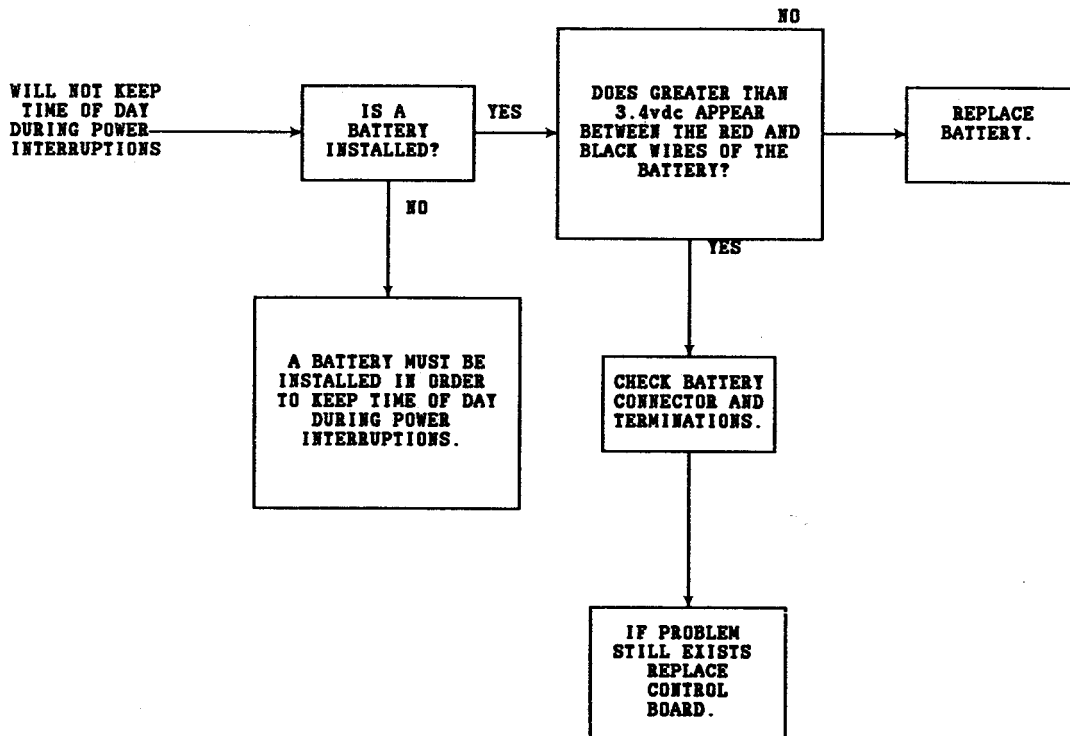 WILL NOT KEEP
TIME OF DAY
DURING POWER
INTERRUPTIONS
IS A
BATTERY
INSTALLED?
YES
NO
DOES GREATER THAN
3.4vdc APPEAR
BETWEEN THE RED AND
BLACK WIRES OF THE
BATTERY?
NO
REPLACE
BATTERY.
YES
A BATTERY MUST BE
INSTALLED IN ORDER
TO KEEP TIME OF DAY
DURING POWER
INTERRUPTIONS.
CHECK BATTERY
CONNECTOR AND
TERMINATIONS.
IF PROBLEM
STILL EXISTS
REPLACE
CONTROL
BOARD.